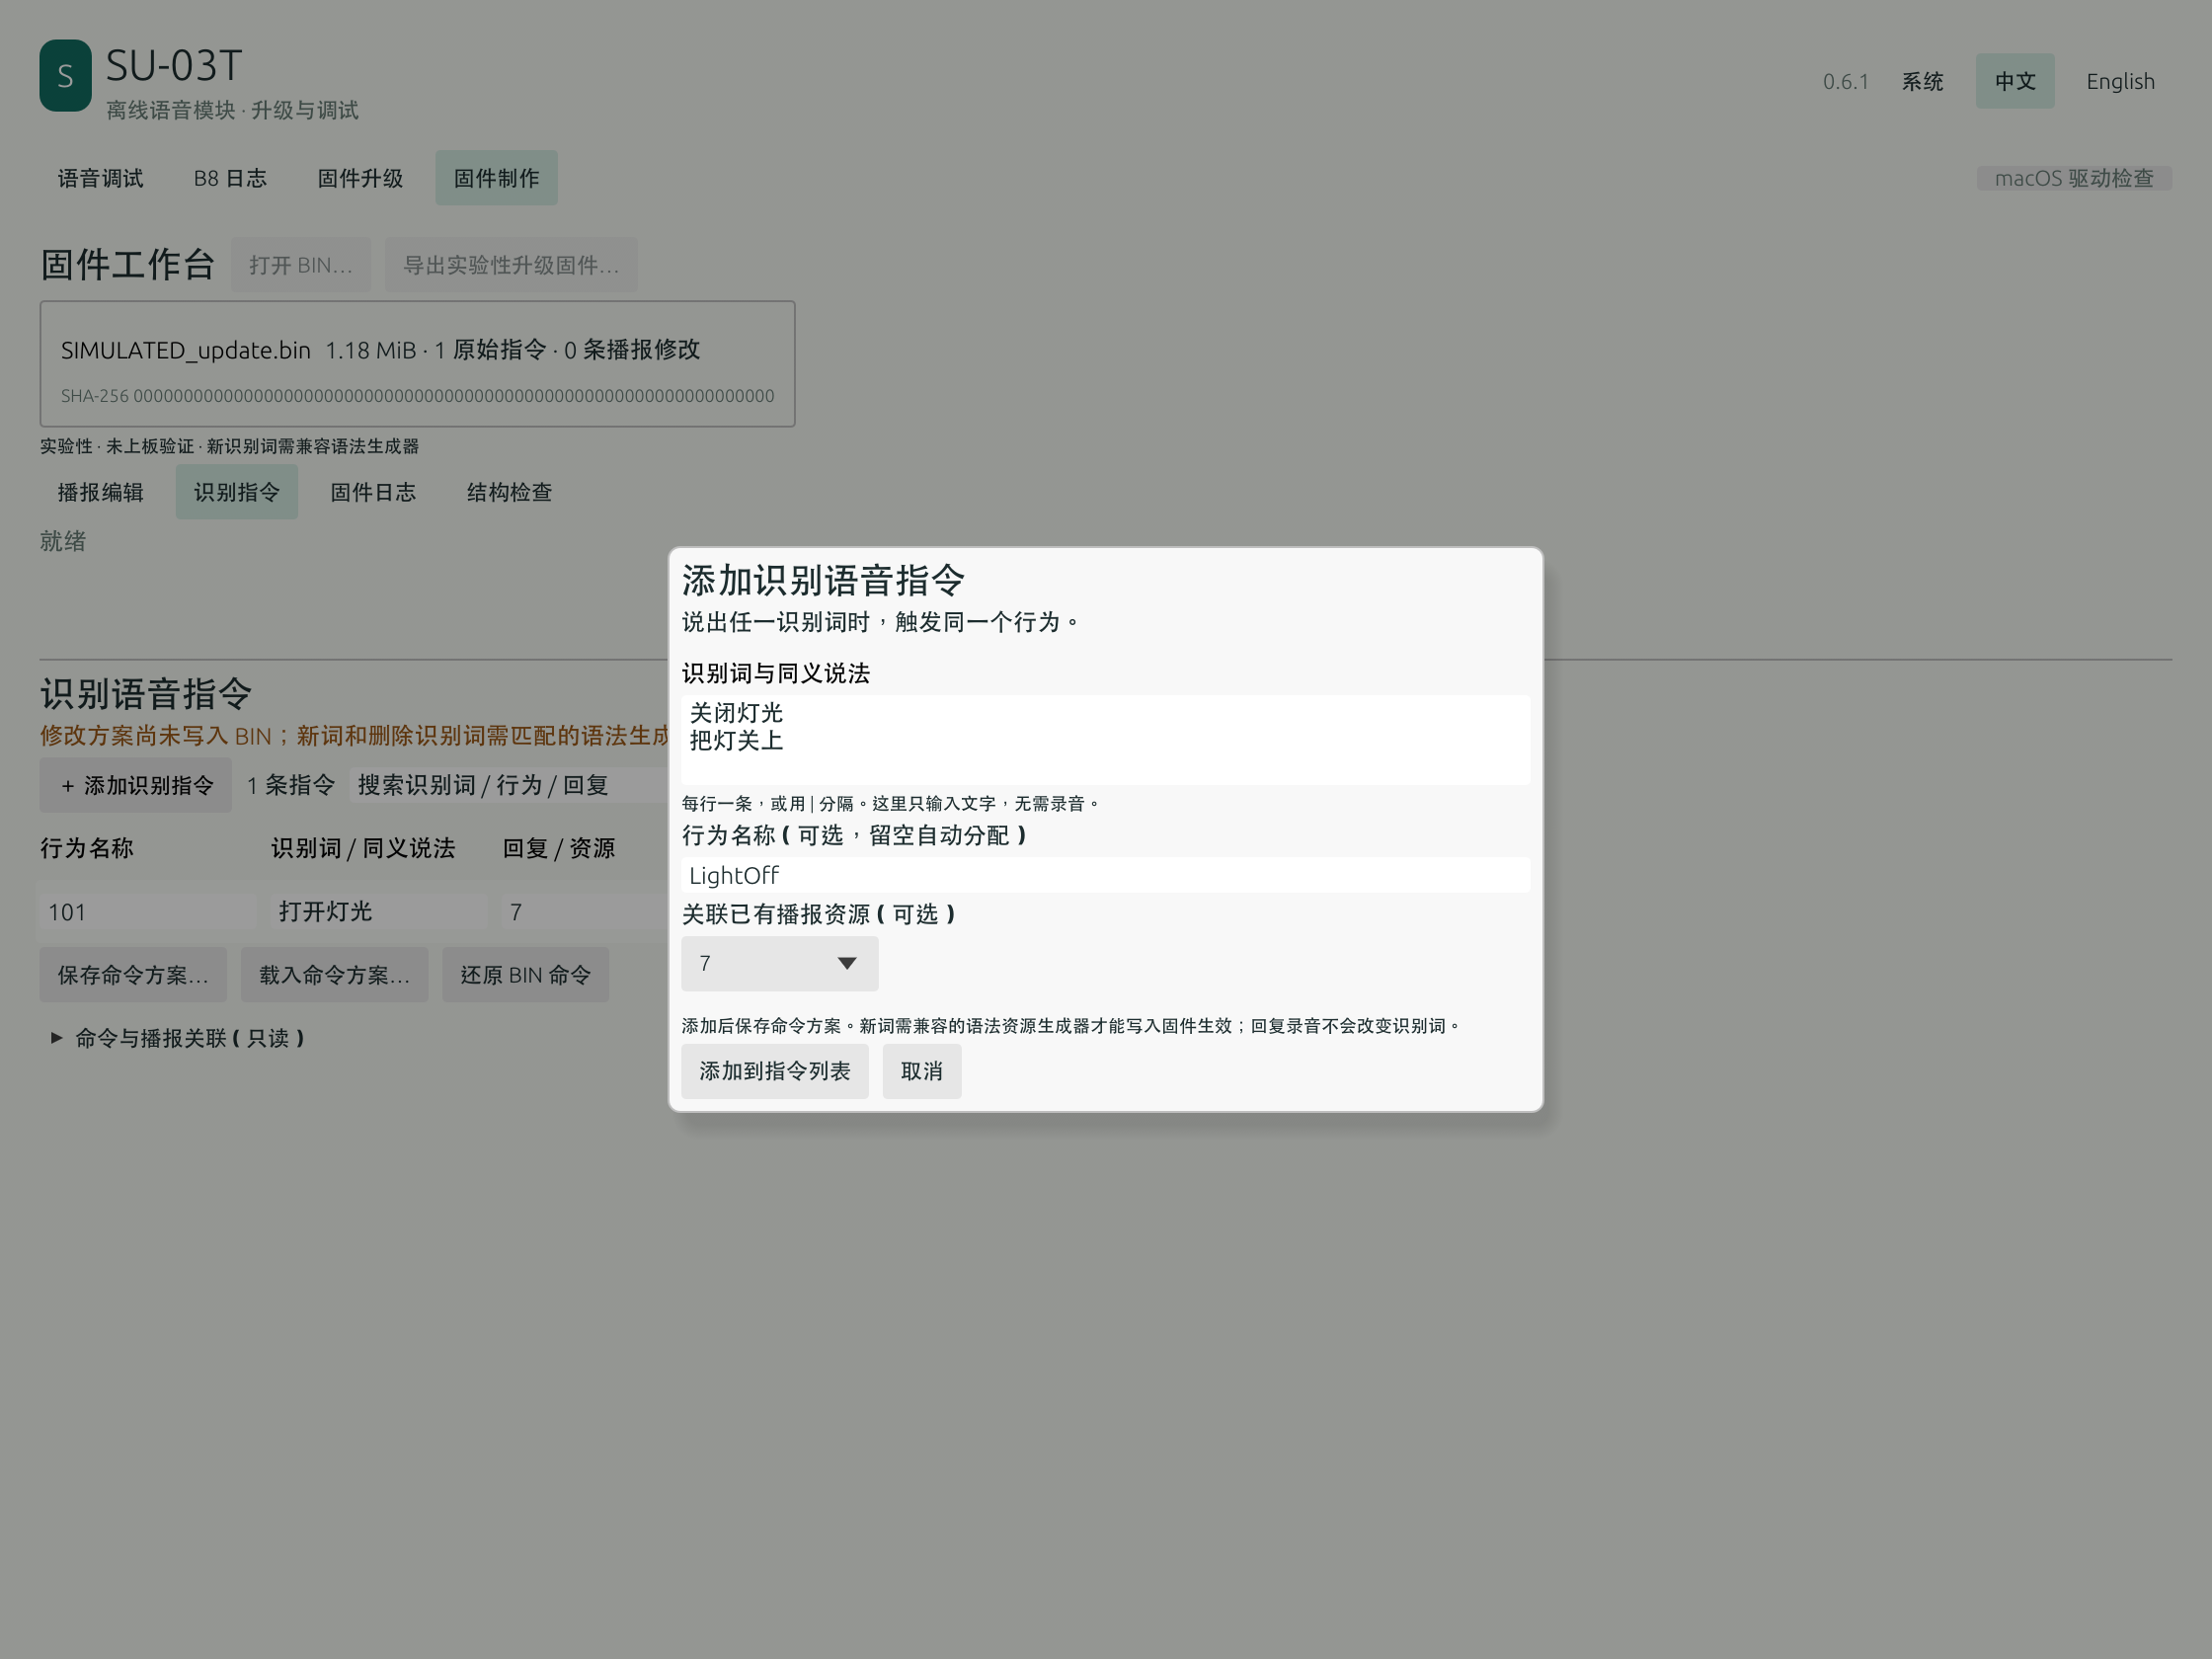 S
SU-03T
离线语音模块 · 升级与调试
0.6.1 系统 中文 English
语音调试 B8 日志 固件升级 固件制作
macOS 驱动检查
固件工作台 打开 BIN... 导出实验性升级固件...
SIMULATED_update.bin 1.18 MiB · 1 原始指令 · 0 条播报修改
SHA-256 0000000000000000000000000000000000000000000000000000000000000000
实验性 · 未上板验证 · 新识别词需兼容语法生成器
播报编辑 识别指令 固件日志 结构检查
就绪
识别语音指令
修改方案尚未写入 BIN；新词和删除识别词需匹配的语法生成
+ 添加识别指令 1 条指令 搜索识别词 / 行为 / 回复
行为名称 识别词 / 同义说法 回复 / 资源
101 打开灯光 7
保存命令方案... 载入命令方案... 还原 BIN 命令
▶ 命令与播报关联 ( 只读 )
添加识别语音指令
说出任一识别词时，触发同一个行为。
识别词与同义说法
关闭灯光
把灯关上
每行一条，或用 | 分隔。这里只输入文字，无需录音。
行为名称 ( 可选，留空自动分配 )
LightOff
关联已有播报资源 ( 可选 )
7
添加后保存命令方案。新词需兼容的语法资源生成器才能写入固件生效；回复录音不会改变识别词。
添加到指令列表 取消